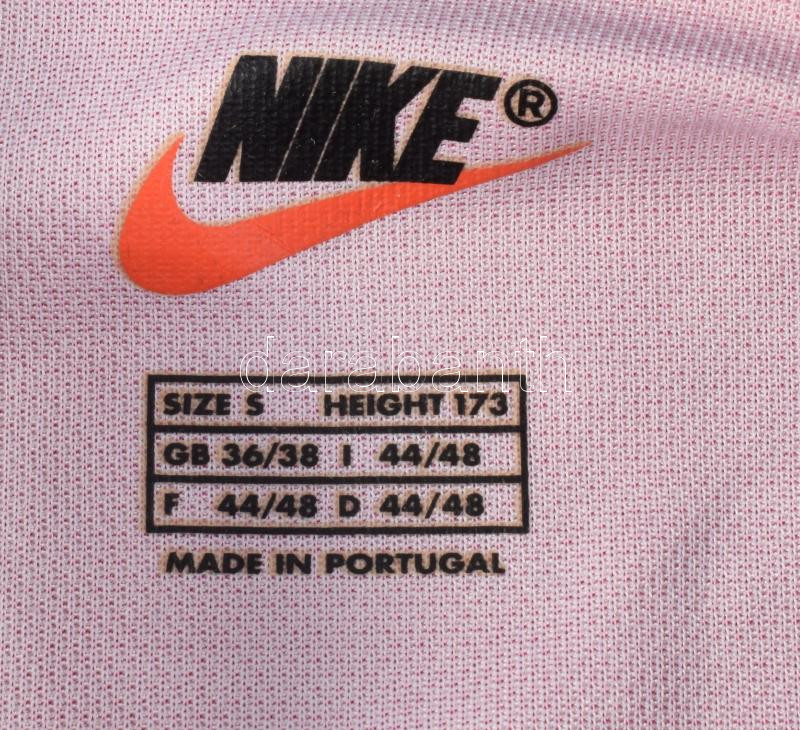 NIKE®
darabanth
SIZE S HEIGHT 173
GB 36/38 I 44/48
F 44/48 D 44/48
MADE IN PORTUGAL